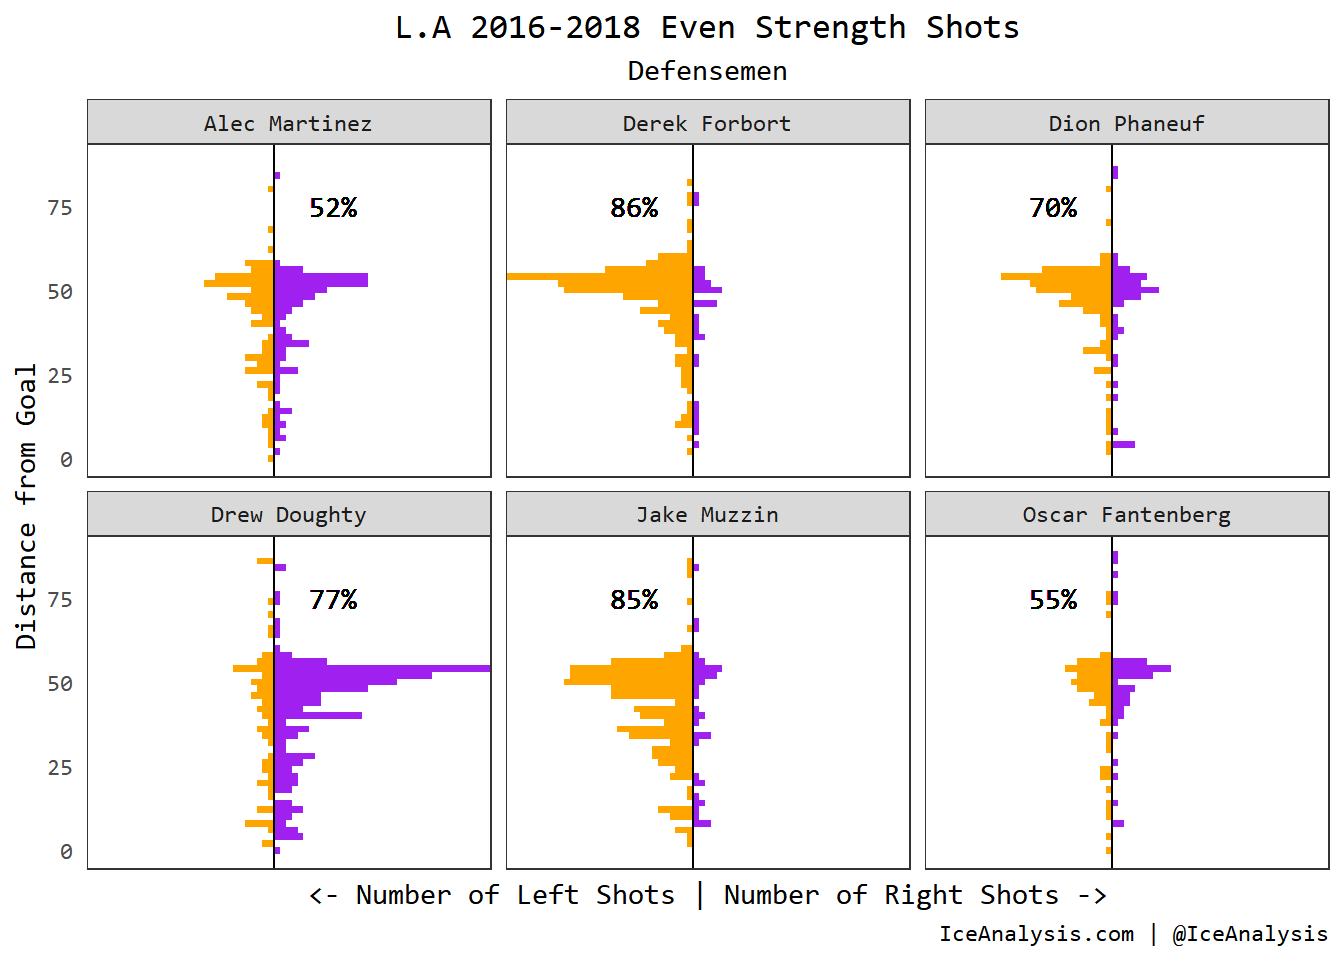 L.A 2016-2018 Even Strength Shots
Defensemen
Alec Martinez
Derek Forbort
Dion Phaneuf
75
50
25
0
52%
86%
70%
Drew Doughty
Jake Muzzin
Oscar Fantenberg
75
50
25
0
77%
85%
55%
Distance from Goal
<- Number of Left Shots | Number of Right Shots ->
IceAnalysis.com | @IceAnalysis